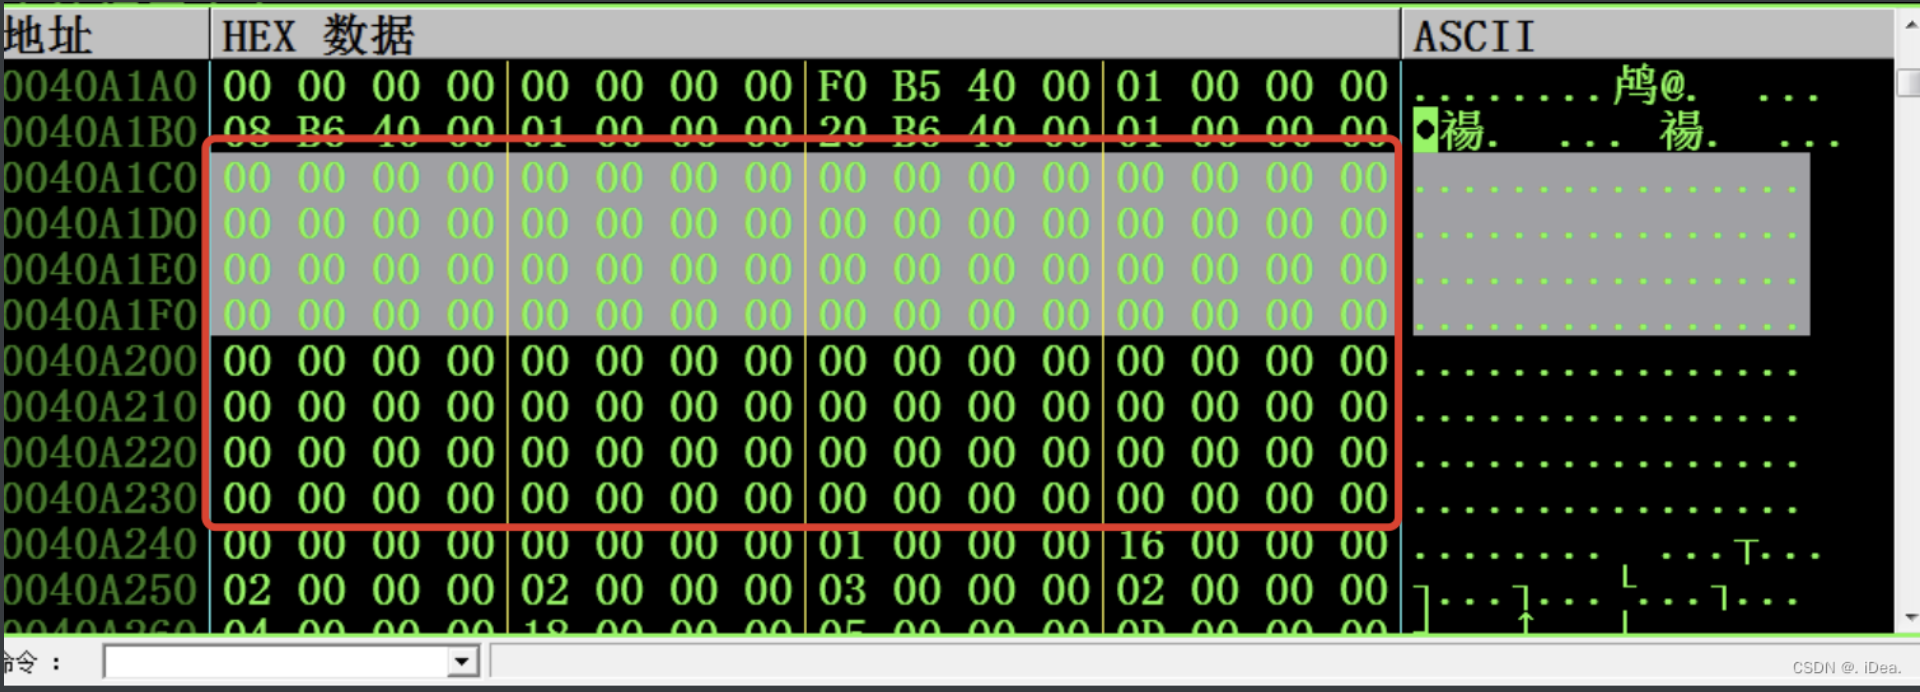 地址 HEX 数据 ASCII
0040A1A0 00 00 00 00 00 00 00 00 F0 B5 40 00 01 00 00 00 ........鸬@. ...
0040A1B0 08 B6 40 00 01 00 00 00 20 B6 40 00 01 00 00 00 禓. ... 禓. ...
0040A1C0 00 00 00 00 00 00 00 00 00 00 00 00 00 00 00 00 ................
0040A1D0 00 00 00 00 00 00 00 00 00 00 00 00 00 00 00 00 ................
0040A1E0 00 00 00 00 00 00 00 00 00 00 00 00 00 00 00 00 ................
0040A1F0 00 00 00 00 00 00 00 00 00 00 00 00 00 00 00 00 ................
0040A200 00 00 00 00 00 00 00 00 00 00 00 00 00 00 00 00 ................
0040A210 00 00 00 00 00 00 00 00 00 00 00 00 00 00 00 00 ................
0040A220 00 00 00 00 00 00 00 00 00 00 00 00 00 00 00 00 ................
0040A230 00 00 00 00 00 00 00 00 00 00 00 00 00 00 00 00 ................
0040A240 00 00 00 00 00 00 00 00 01 00 00 00 16 00 00 00 ........ ...┬...
0040A250 02 00 00 00 02 00 00 00 03 00 00 00 02 00 00 00 ┐...┐...└...┐...
0040A260 04 00 00 00 18 00 00 00 05 00 00 00 0D 00 00 00
命令 :
CSDN @. iDea.